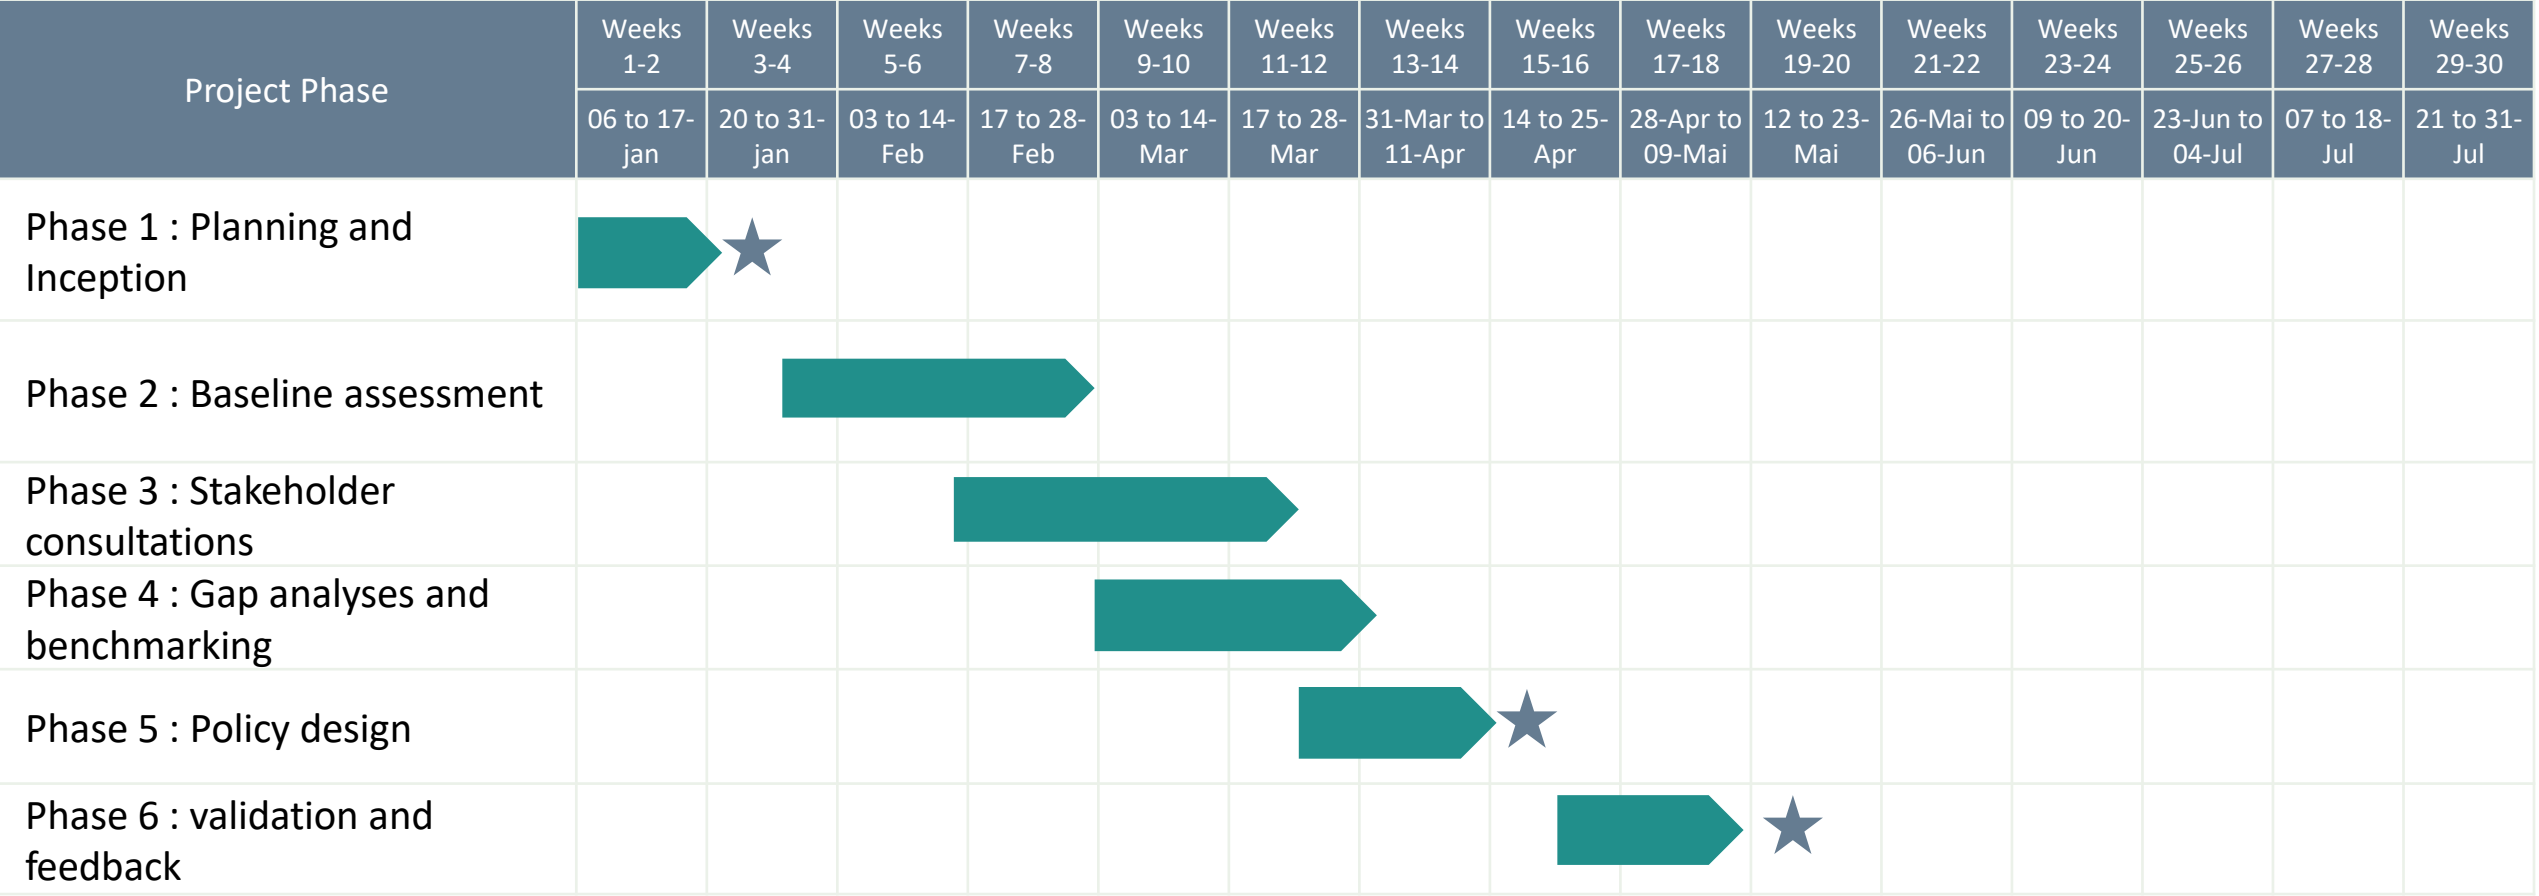 Project Phase
Weeks
1-2
Weeks
3-4
Weeks
5-6
Weeks
7-8
Weeks
9-10
Weeks
11-12
Weeks
13-14
Weeks
15-16
Weeks
17-18
Weeks
19-20
Weeks
21-22
Weeks
23-24
Weeks
25-26
Weeks
27-28
Weeks
29-30
06 to 17-
jan
20 to 31-
jan
03 to 14-
Feb
17 to 28-
Feb
03 to 14-
Mar
17 to 28-
Mar
31-Mar to
11-Apr
14 to 25-
Apr
28-Apr to
09-Mai
12 to 23-
Mai
26-Mai to
06-Jun
09 to 20-
Jun
23-Jun to
04-Jul
07 to 18-
Jul
21 to 31-
Jul
Phase 1 : Planning and
Inception
Phase 2 : Baseline assessment
Phase 3 : Stakeholder
consultations
Phase 4 : Gap analyses and
benchmarking
Phase 5 : Policy design
Phase 6 : validation and
feedback